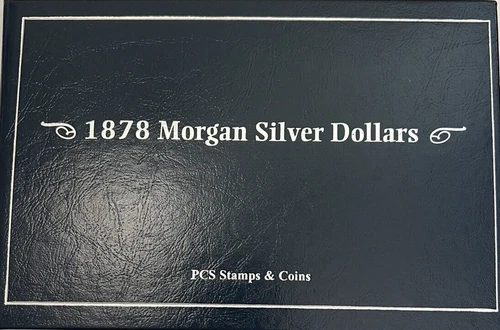 1878 Morgan Silver Dollars
PCS Stamps & Coins